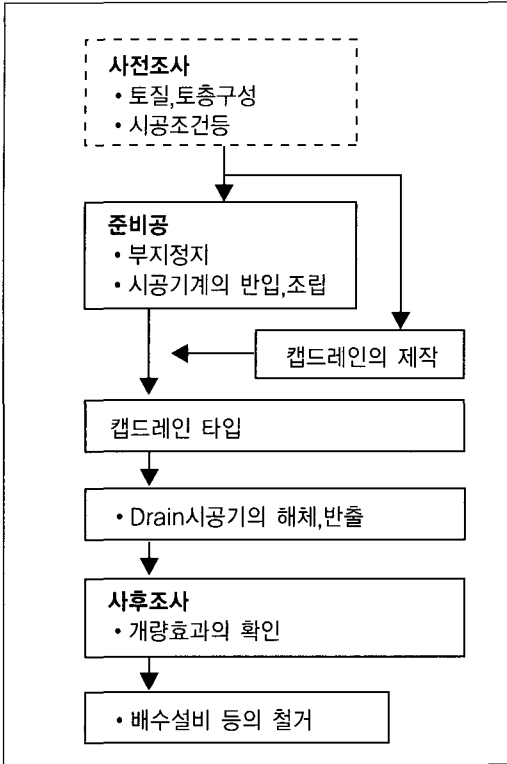 사전조사
• 토질,토층구성
• 시공조건등
준비공
• 부지정지
• 시공기계의 반입,조립
캡드레인의 제작
캡드레인 타입
• Drain시공기의 해체,반출
사후조사
• 개량효과의 확인
• 배수설비 등의 철거